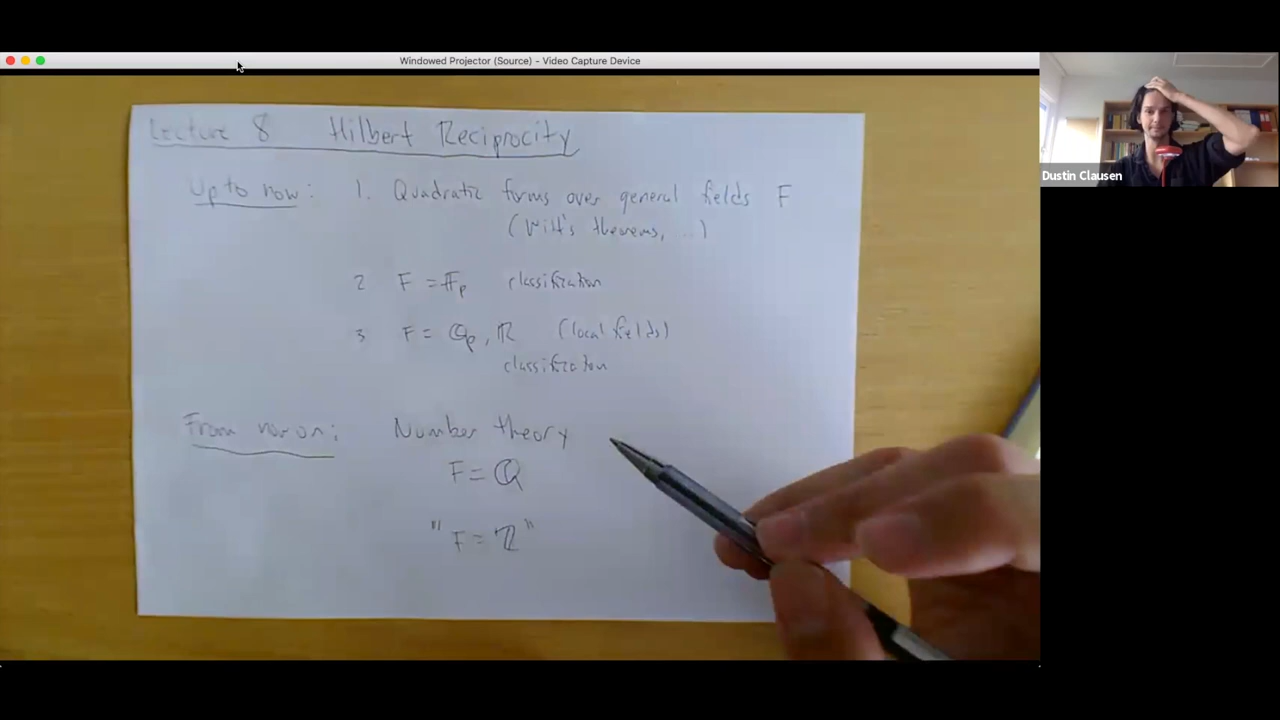 Windowed Projector (Source) - Video Capture Device
Dustin Clausen
Lecture 8 Hilbert Reciprocity
Up to now: 1. Quadratic forms over general fields F
(Witt's theorems, ...)
2 F = 𝔽p classification
3 F = ℚp, ℝ (local fields)
classification
From now on: Number theory
F = ℚ
"F = ℤ"